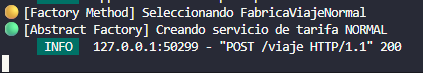 [Factory Method] Seleccionando FabricaViajeNormal
[Abstract Factory] Creando servicio de tarifa NORMAL
INFO 127.0.0.1:50299 - "POST /viaje HTTP/1.1" 200